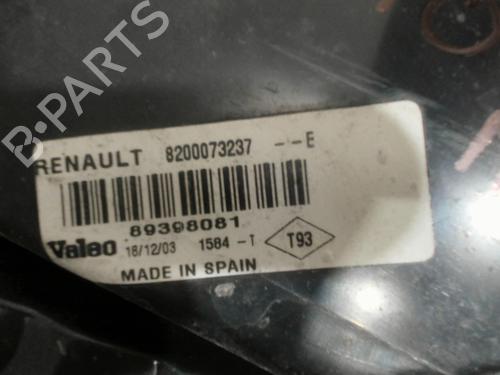 B-PARTS
RENAULT 8200073237 --E
89398081
Valeo 18/12/03 1584 -T T93
MADE IN SPAIN